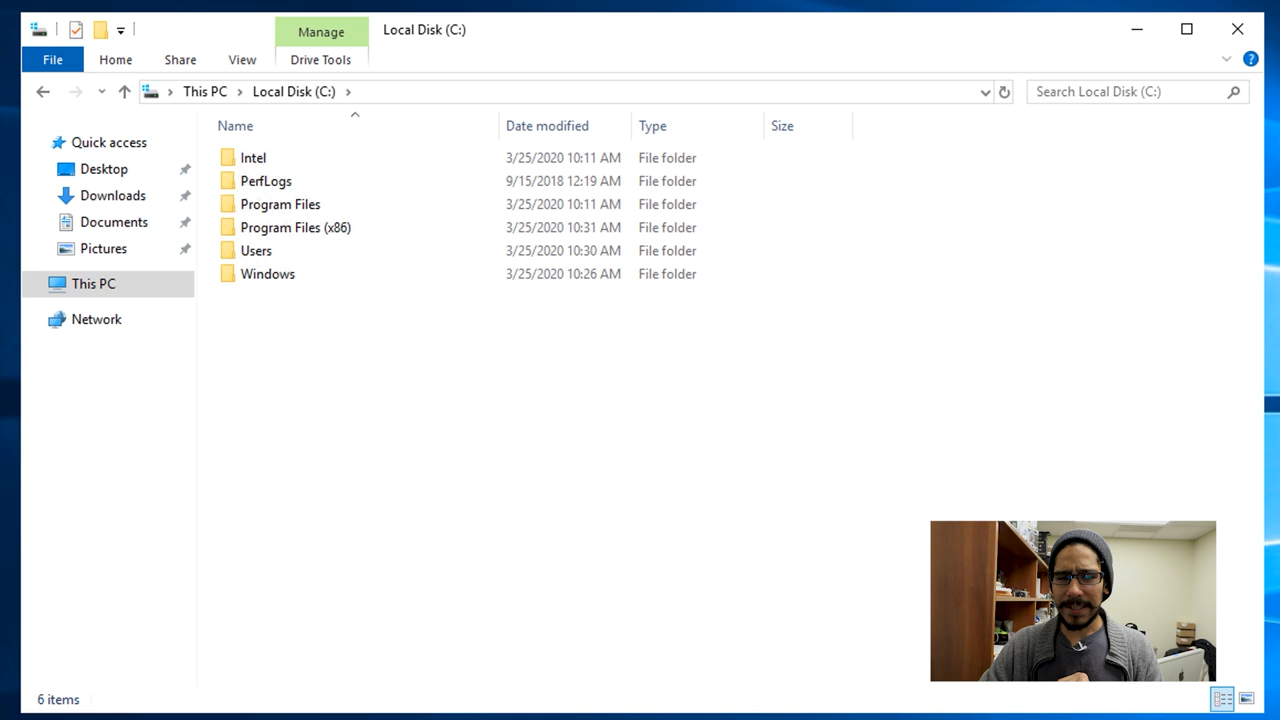 Manage
Local Disk (C:)
File
Home
Share
View
Drive Tools
This PC
Local Disk (C:)
Search Local Disk (C:)
Name
Date modified
Type
Size
Quick access
Desktop
Downloads
Documents
Pictures
This PC
Network
Intel 3/25/2020 10:11 AM File folder
PerfLogs 9/15/2018 12:19 AM File folder
Program Files 3/25/2020 10:11 AM File folder
Program Files (x86) 3/25/2020 10:31 AM File folder
Users 3/25/2020 10:30 AM File folder
Windows 3/25/2020 10:26 AM File folder
6 items